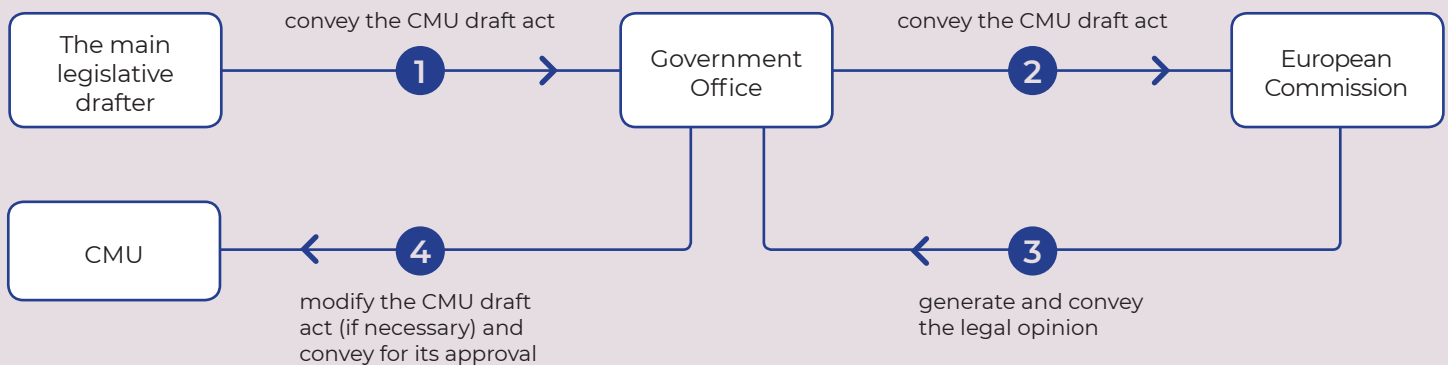 convey the CMU draft act
convey the CMU draft act
The main
legislative
drafter
1
Government
Office
2
European
Commission
CMU
4
3
modify the CMU draft
act (if necessary) and
convey for its approval
generate and convey
the legal opinion